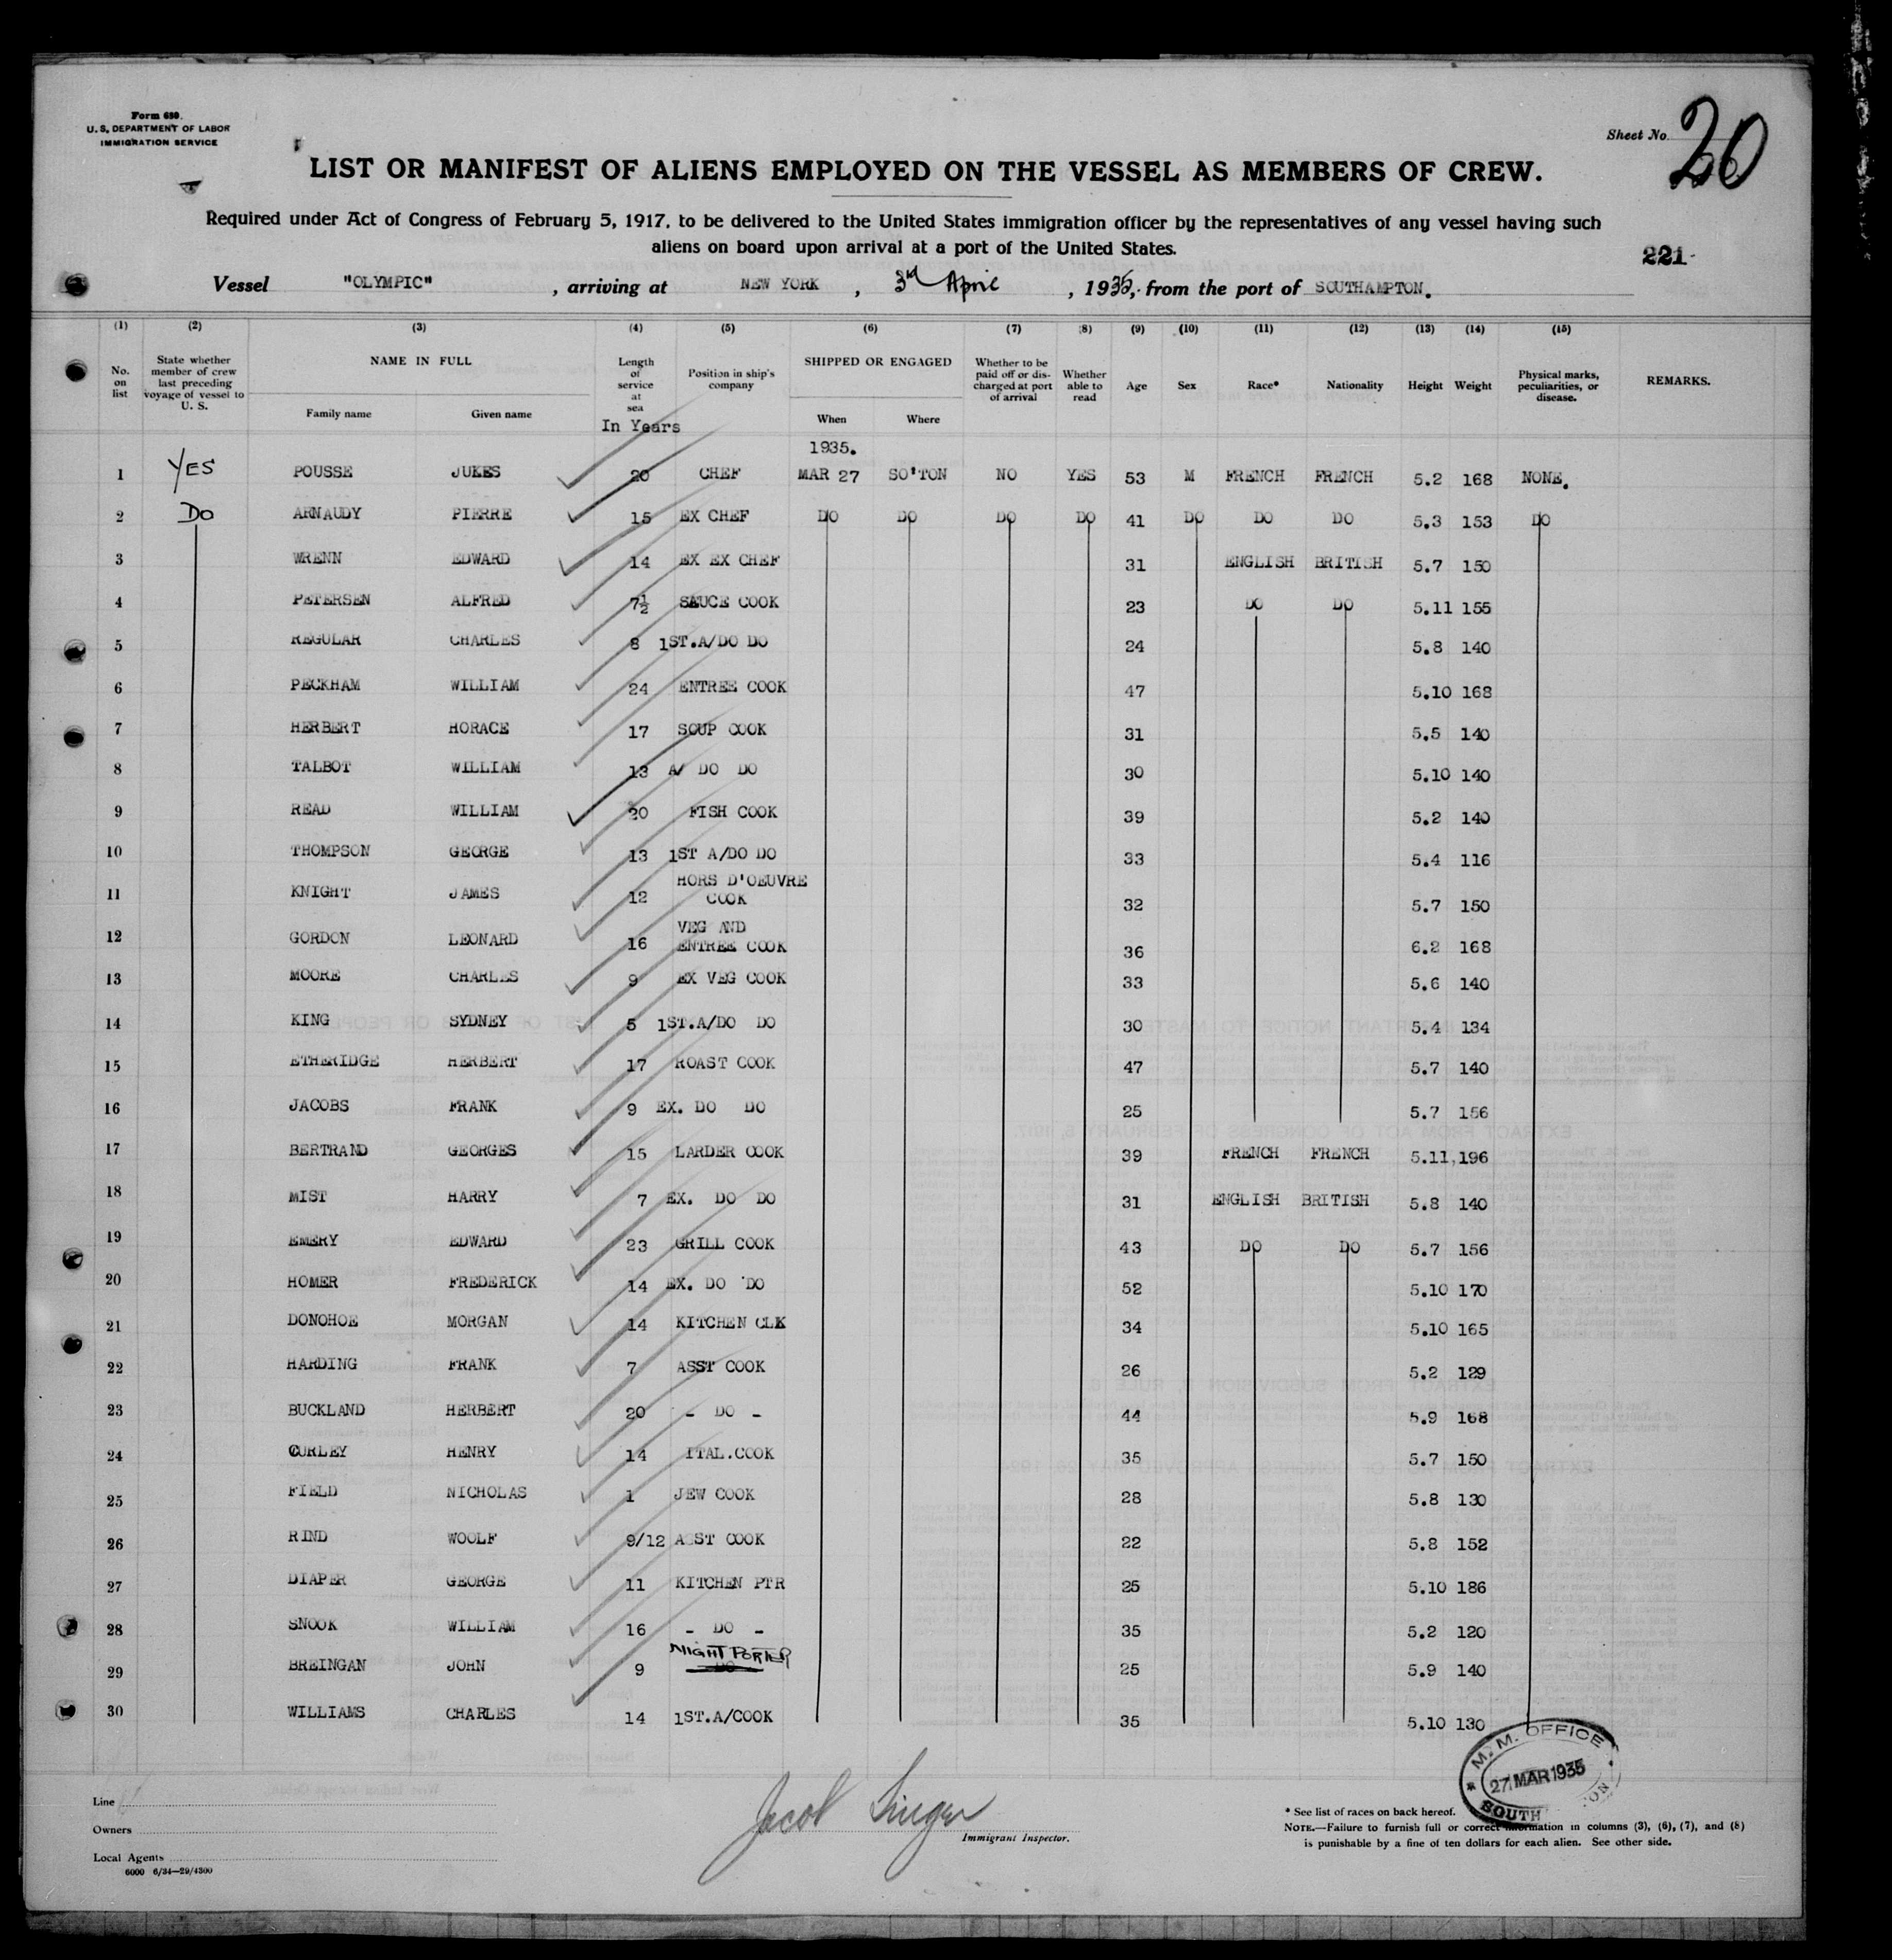 Form 680.
U. S. DEPARTMENT OF LABOR
IMMIGRATION SERVICE
Sheet No. 20
LIST OR MANIFEST OF ALIENS EMPLOYED ON THE VESSEL AS MEMBERS OF CREW.
Required under Act of Congress of February 5, 1917, to be delivered to the United States immigration officer by the representatives of any vessel having such
aliens on board upon arrival at a port of the United States.
221
Vessel "OLYMPIC" , arriving at NEW YORK , 3rd April , 1935, from the port of SOUTHAMPTON.
(1) (2) (3) (4) (5) (6) (7) (8) (9) (10) (11) (12) (13) (14) (15)
No. on list State whether member of crew last preceding voyage of vessel to U. S. NAME IN FULL Family name Given name Length of service at sea In Years Position in ship's company SHIPPED OR ENGAGED When Where Whether to be paid off or discharged at port of arrival Whether able to read Age Sex Race* Nationality Height Weight Physical marks, peculiarities, or disease. REMARKS.
1935.
1 YES POUSSE JUKES 20 CHEF MAR 27 SO'TON NO YES 53 M FRENCH FRENCH 5.2 168 NONE.
2 DO ARNAUDY PIERRE 15 EX CHEF DO DO DO DO 41 DO DO DO 5.3 153 DO
3 WRENN EDWARD 14 EX EX CHEF 31 ENGLISH BRITISH 5.7 150
4 PETERSEN ALFRED 7½ SAUCE COOK 23 DO DO 5.11 155
5 REGULAR CHARLES 8 1ST.A/DO DO 24 5.8 140
6 PECKHAM WILLIAM 24 ENTREE COOK 47 5.10 168
7 HERBERT HORACE 17 SOUP COOK 31 5.5 140
8 TALBOT WILLIAM 13 A/ DO DO 30 5.10 140
9 READ WILLIAM 20 FISH COOK 39 5.2 140
10 THOMPSON GEORGE 13 1ST A/DO DO 33 5.4 116
11 KNIGHT JAMES 12 HORS D'OEUVRE COOK 32 5.7 150
12 GORDON LEONARD 16 VEG AND ENTREE COOK 36 6.2 168
13 MOORE CHARLES 9 EX VEG COOK 33 5.6 140
14 KING SYDNEY 5 1ST.A/DO DO 30 5.4 134
15 ETHERIDGE HERBERT 17 ROAST COOK 47 5.7 140
16 JACOBS FRANK 9 EX. DO DO 25 5.7 156
17 BERTRAND GEORGES 15 LARDER COOK 39 FRENCH FRENCH 5.11 196
18 MIST HARRY 7 EX. DO DO 31 ENGLISH BRITISH 5.8 140
19 EMERY EDWARD 23 GRILL COOK 43 DO DO 5.7 156
20 HOMER FREDERICK 14 EX. DO DO 52 5.10 170
21 DONOHOE MORGAN 14 KITCHEN CLK 34 5.10 165
22 HARDING FRANK 7 ASST COOK 26 5.2 129
23 BUCKLAND HERBERT 20 - DO - 44 5.9 168
24 CURLEY HENRY 14 ITAL.COOK 35 5.7 150
25 FIELD NICHOLAS 1 JEW COOK 28 5.8 130
26 RIND WOOLF 9/12 ASST COOK 22 5.8 152
27 DIAPER GEORGE 11 KITCHEN PTR 25 5.10 186
28 SNOOK WILLIAM 16 - DO - 35 5.2 120
29 BREINGAN JOHN 9 NIGHT PORTER 25 5.9 140
30 WILLIAMS CHARLES 14 1ST.A/COOK 35 5.10 130
M. M. OFFICE
27 MAR 1935
SOUTH
Line
Owners
Local Agents
6000 6/34—29/4300
Jacob Singer
Immigrant Inspector.
* See list of races on back hereof.
NOTE.—Failure to furnish full or correct information in columns (3), (6), (7), and (8)
is punishable by a fine of ten dollars for each alien. See other side.